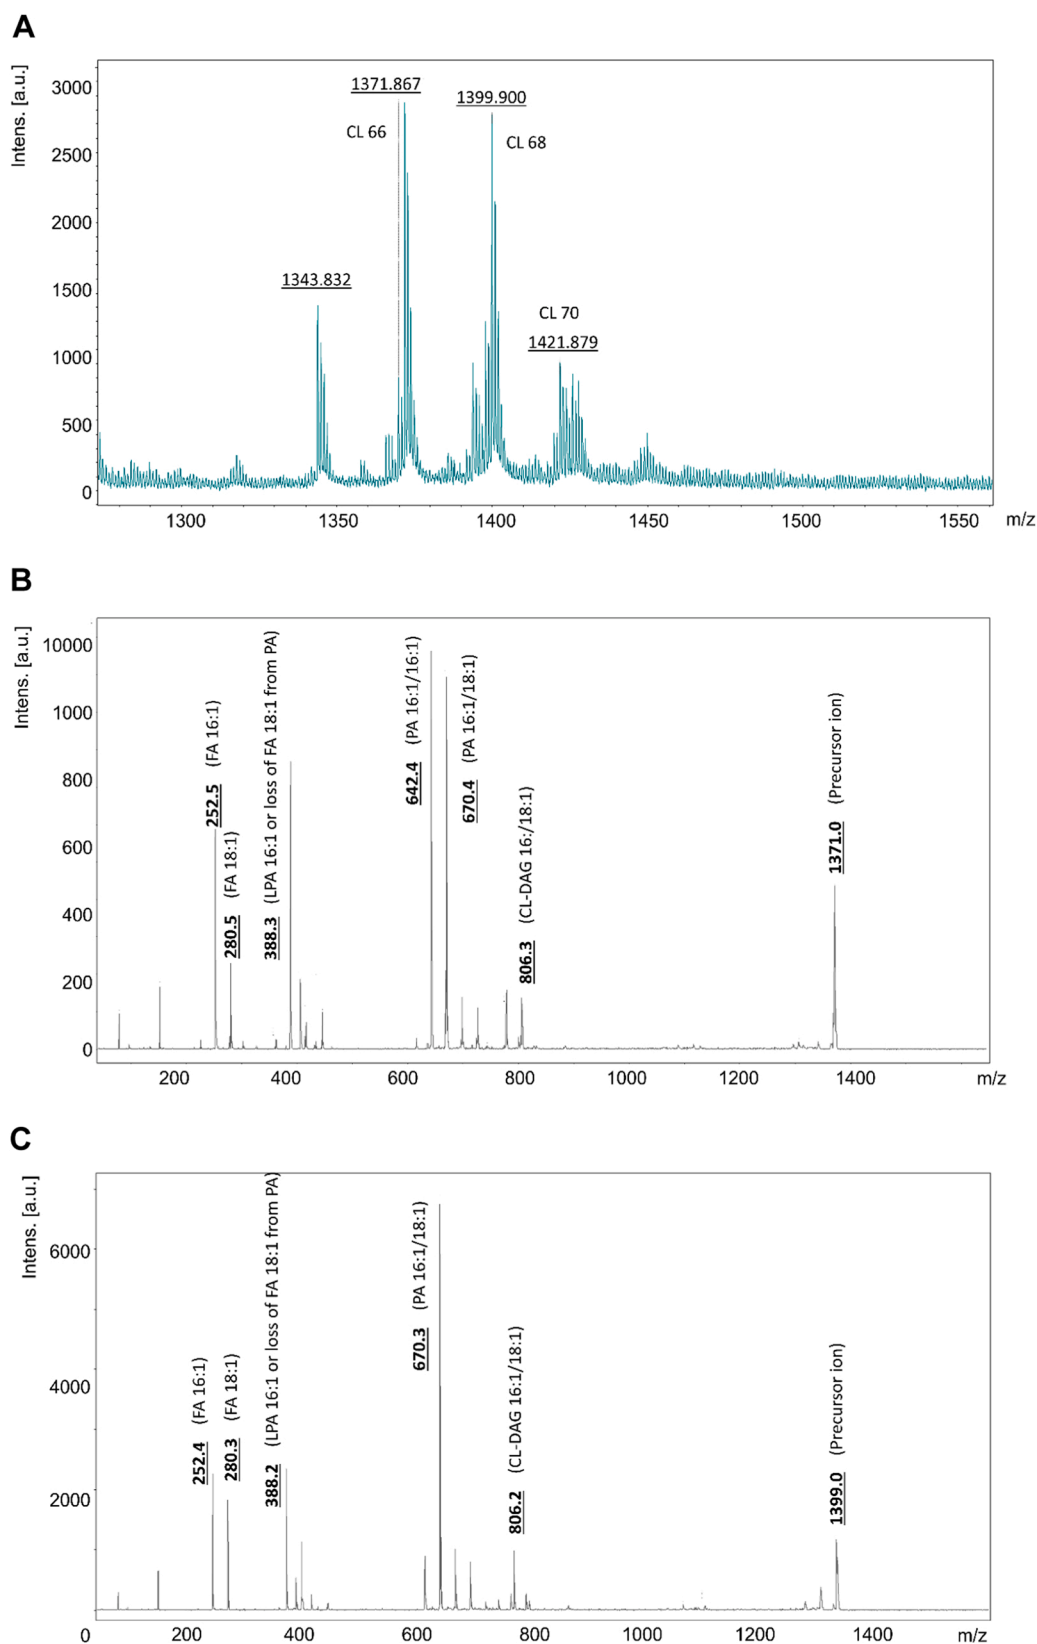 A
Intens. [a.u.]
3000
2500
2000
1500
1000
500
0
1343.832
1371.867
CL 66
1399.900
CL 68
CL 70
1421.879
1300
1350
1400
1450
1500
1550
m/z
B
Intens. [a.u.]
10000
1000
800
600
400
200
0
252.5 (FA 16:1)
280.5 (FA 18:1)
388.3 (LPA 16:1 or loss of FA 18:1 from PA)
642.4 (PA 16:1/16:1)
670.4 (PA 16:1/18:1)
806.3 (CL-DAG 16:/18:1)
1371.0 (Precursor ion)
200
400
600
800
1000
1200
1400
m/z
C
Intens. [a.u.]
6000
4000
2000
252.4 (FA 16:1)
280.3 (FA 18:1)
388.2 (LPA 16:1 or loss of FA 18:1 from PA)
670.3 (PA 16:1/18:1)
806.2 (CL-DAG 16:1/18:1)
1399.0 (Precursor ion)
0
200
400
600
800
1000
1200
1400
m/z